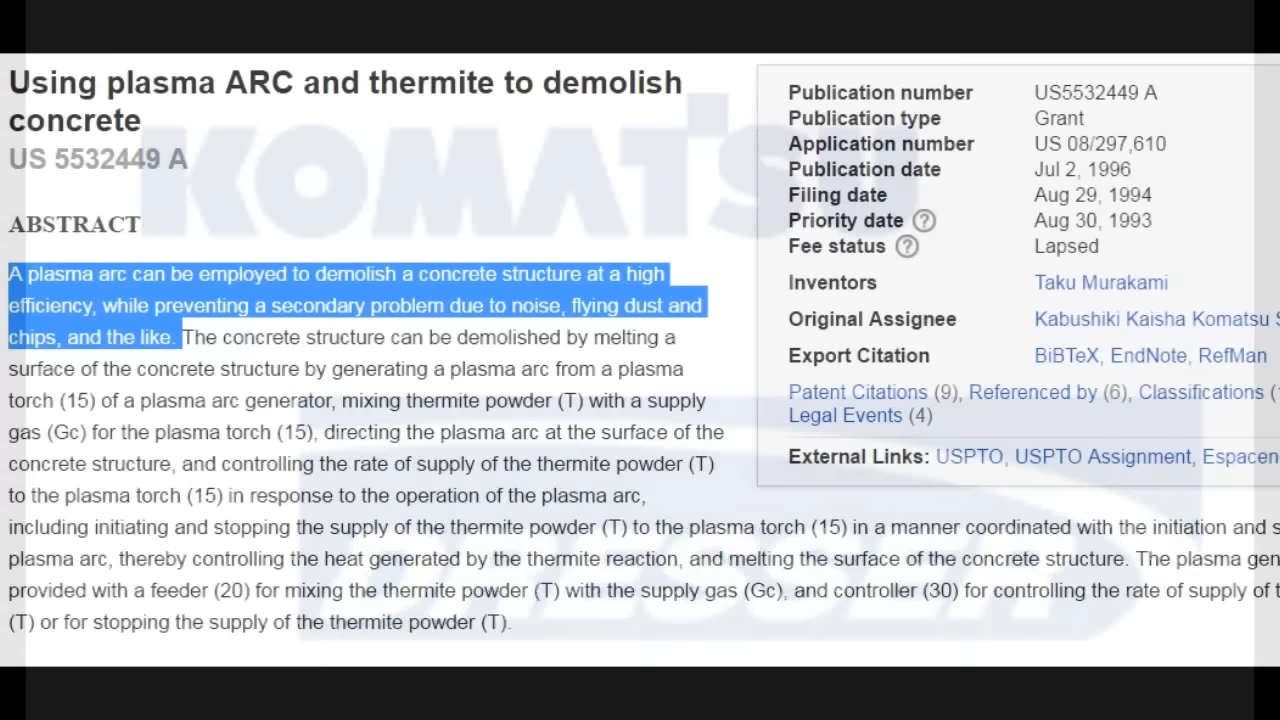 Using plasma ARC and thermite to demolish
concrete
US 5532449 A
ABSTRACT
A plasma arc can be employed to demolish a concrete structure at a high
efficiency, while preventing a secondary problem due to noise, flying dust and
chips, and the like. The concrete structure can be demolished by melting a
surface of the concrete structure by generating a plasma arc from a plasma
torch (15) of a plasma arc generator, mixing thermite powder (T) with a supply
gas (Gc) for the plasma torch (15), directing the plasma arc at the surface of the
concrete structure, and controlling the rate of supply of the thermite powder (T)
to the plasma torch (15) in response to the operation of the plasma arc,
including initiating and stopping the supply of the thermite powder (T) to the plasma torch (15) in a manner coordinated with the initiation and s
plasma arc, thereby controlling the heat generated by the thermite reaction, and melting the surface of the concrete structure. The plasma gen
provided with a feeder (20) for mixing the thermite powder (T) with the supply gas (Gc), and controller (30) for controlling the rate of supply of t
(T) or for stopping the supply of the thermite powder (T).
Publication number US5532449 A
Publication type Grant
Application number US 08/297,610
Publication date Jul 2, 1996
Filing date Aug 29, 1994
Priority date ? Aug 30, 1993
Fee status ? Lapsed
Inventors Taku Murakami
Original Assignee Kabushiki Kaisha Komatsu S
Export Citation BiBTeX, EndNote, RefMan
Patent Citations (9), Referenced by (6), Classifications (1
Legal Events (4)
External Links: USPTO, USPTO Assignment, Espacen
KOMATSU
DRESSER